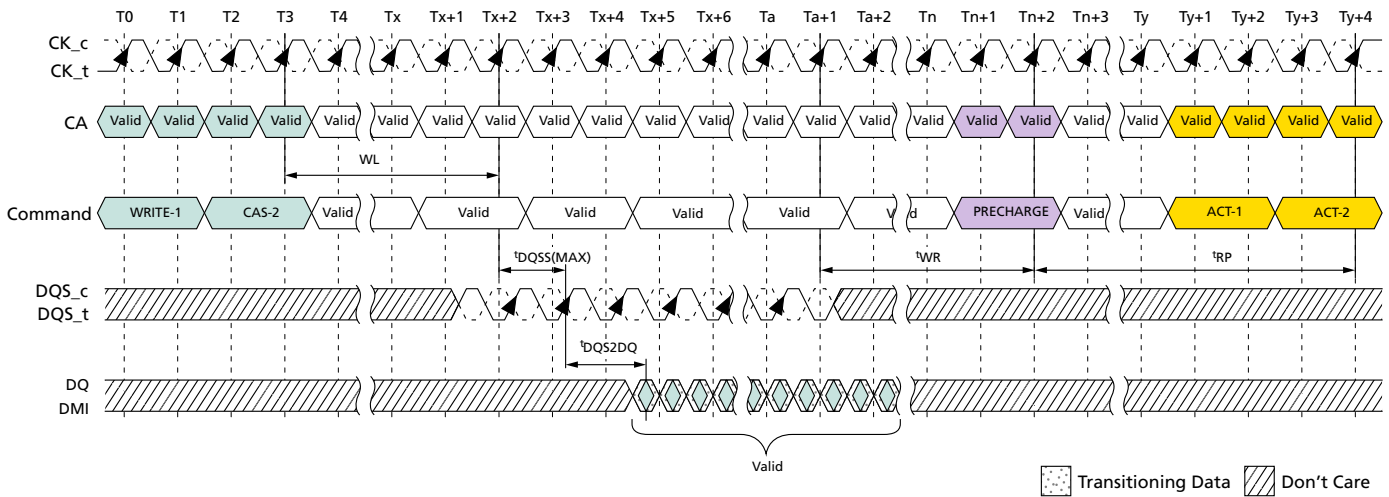 T0 T1 T2 T3 T4 Tx Tx+1 Tx+2 Tx+3 Tx+4 Tx+5 Tx+6 Ta Ta+1 Ta+2 Tn Tn+1 Tn+2 Tn+3 Ty Ty+1 Ty+2 Ty+3 Ty+4
CK_c
CK_t
CA Valid Valid Valid Valid Valid Valid Valid Valid Valid Valid Valid Valid Valid Valid Valid Valid Valid Valid Valid Valid Valid Valid Valid Valid
WL
Command WRITE-1 CAS-2 Valid Valid Valid Valid Valid PRECHARGE Valid ACT-1 ACT-2
tDQSS(MAX) tWR tRP
DQS_c
DQS_t
tDQS2DQ
DQ
DMI
Valid
Transitioning Data Don't Care